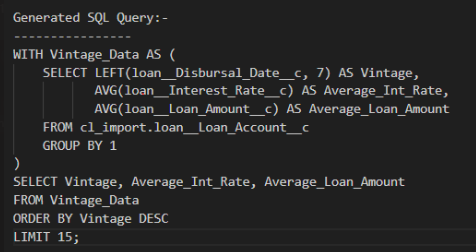 Generated SQL Query:-
----------------
WITH Vintage_Data AS (
    SELECT LEFT(loan__Disbursal_Date__c, 7) AS Vintage,
           AVG(loan__Interest_Rate__c) AS Average_Int_Rate,
           AVG(loan__Loan_Amount__c) AS Average_Loan_Amount
    FROM cl_import.loan__Loan_Account__c
    GROUP BY 1
)
SELECT Vintage, Average_Int_Rate, Average_Loan_Amount
FROM Vintage_Data
ORDER BY Vintage DESC
LIMIT 15;